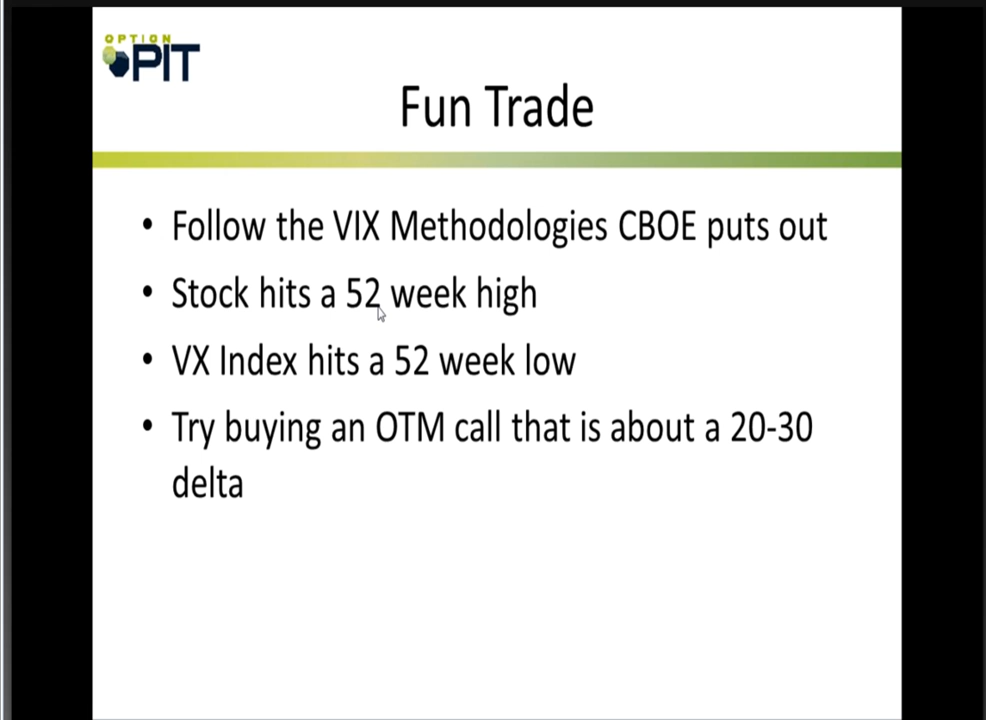 OPTION
PIT
Fun Trade
• Follow the VIX Methodologies CBOE puts out
• Stock hits a 52 week high
• VX Index hits a 52 week low
• Try buying an OTM call that is about a 20-30
delta